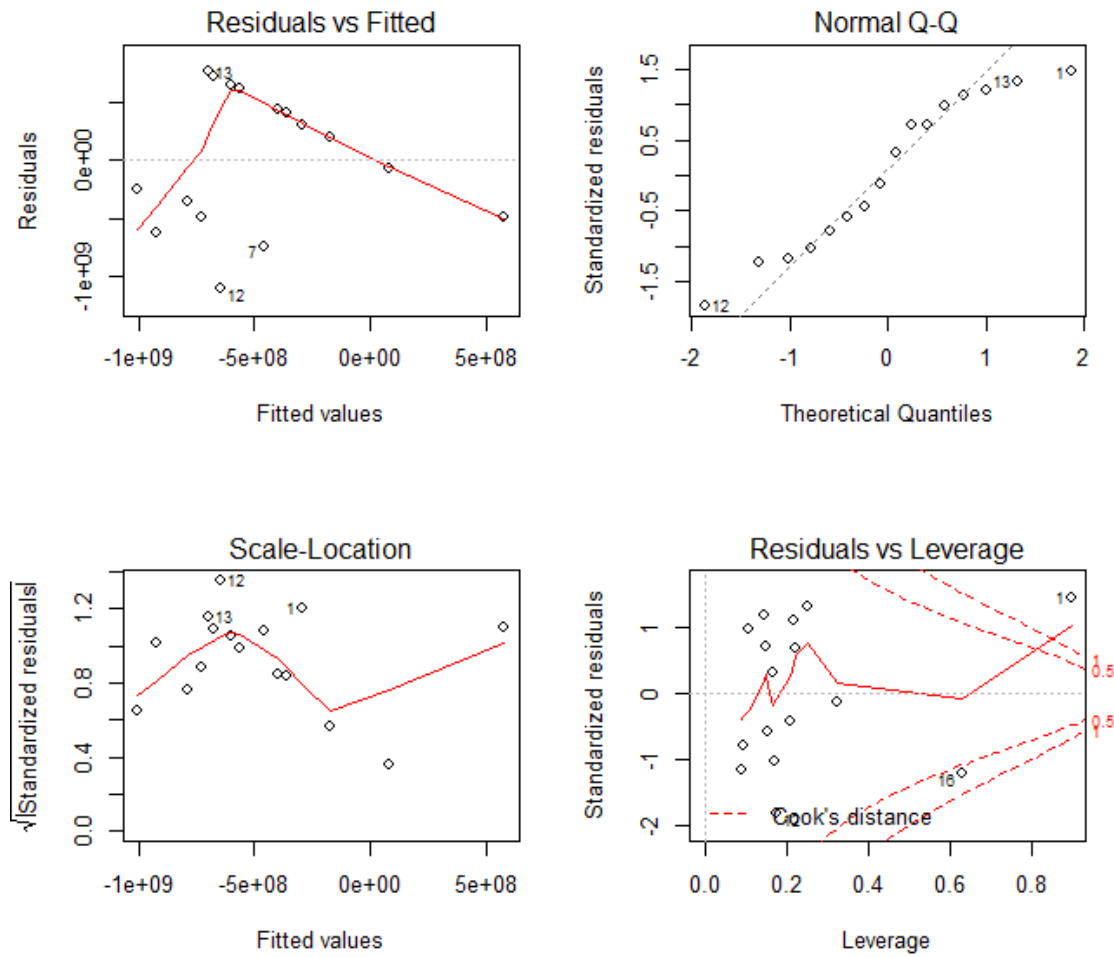 Residuals vs Fitted
Residuals
0e+00
-1e+09
13
7
12
-1e+09
-5e+08
0e+00
5e+08
Fitted values
Normal Q-Q
Standardized residuals
1.5
0.5
-0.5
-1.5
13
1
12
-2
-1
0
1
2
Theoretical Quantiles
Scale-Location
√|Standardized residuals|
1.2
0.8
0.4
0.0
12
13
1
-1e+09
-5e+08
0e+00
5e+08
Fitted values
Residuals vs Leverage
Standardized residuals
1
0
-1
-2
1
1
0.5
0.5
1
16
12
Cook's distance
0.0
0.2
0.4
0.6
0.8
Leverage